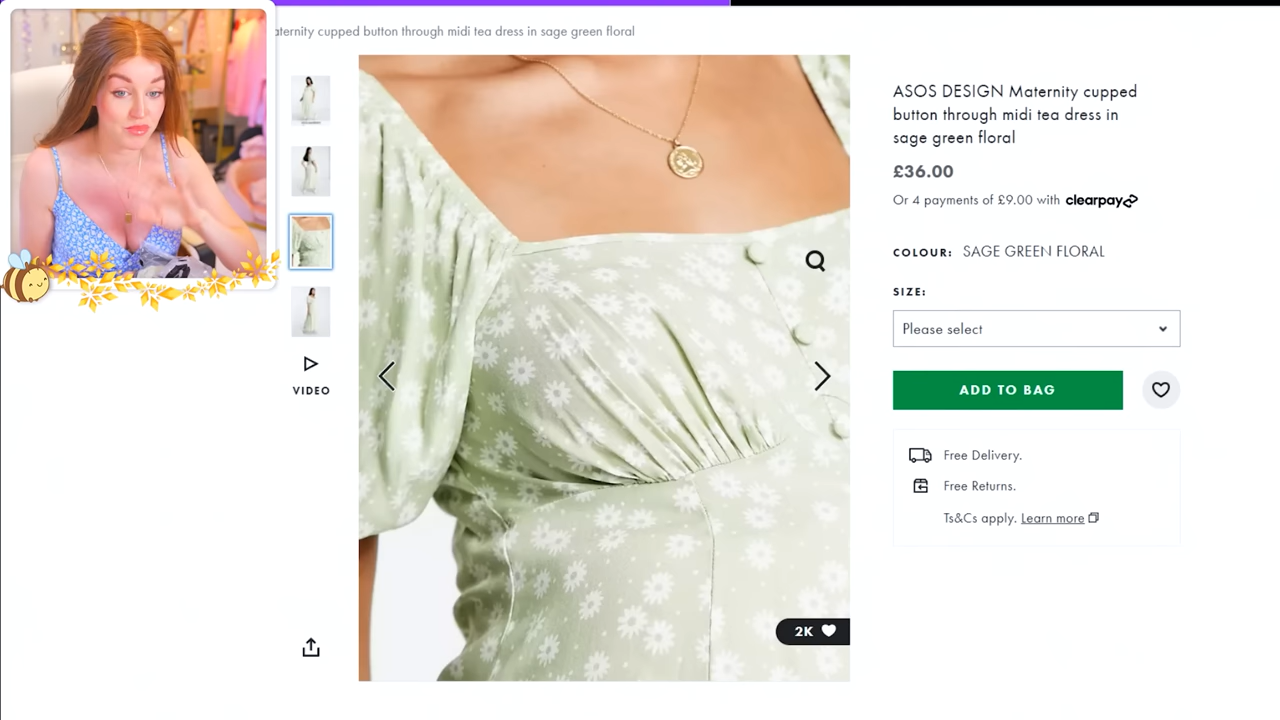 aternity cupped button through midi tea dress in sage green floral
ASOS DESIGN Maternity cupped
button through midi tea dress in
sage green floral
£36.00
Or 4 payments of £9.00 with clearpay
COLOUR: SAGE GREEN FLORAL
SIZE:
Please select
ADD TO BAG
Free Delivery.
Free Returns.
Ts&Cs apply. Learn more
VIDEO
2K